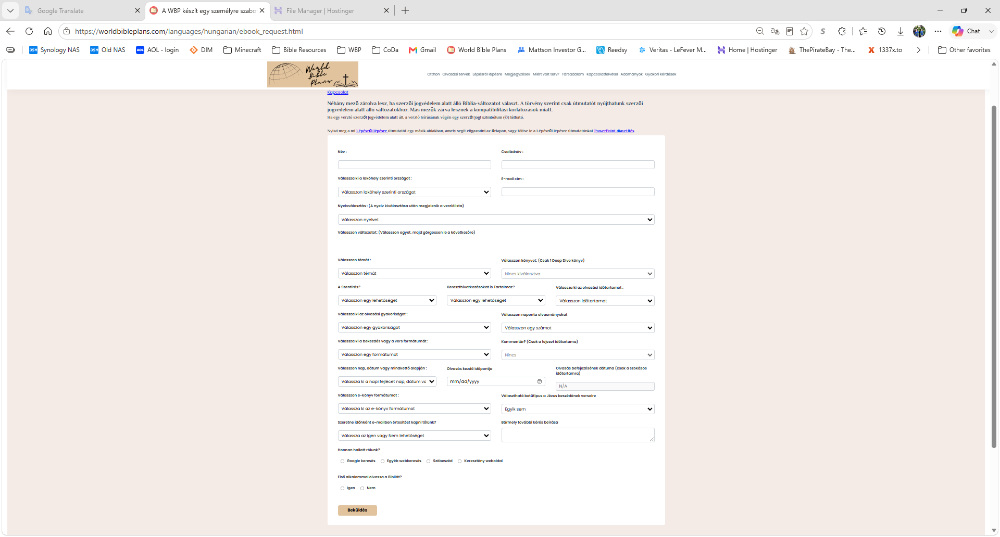 Google Translate
A WBP készít egy személyre szabo
File Manager | Hostinger
https://worldbibleplans.com/languages/hungarian/ebook_request.html
Chat
Synology NAS
Old NAS
AOL - login
DIM
Minecraft
Bible Resources
WBP
CoDa
Gmail
World Bible Plans
Mattson Investor G...
Reedsy
Veritas - LeFever M...
Home | Hostinger
ThePirateBay - The...
1337x.to
Other favorites
World
Bible
Plans
Otthon Olvasási tervek Lépésről lépésre Megjegyzések Miért volt terv? Társadalom Kapcsolatfelvétel Adományok Gyakori kérdések
Kapcsolat
Néhány mező zárolva lesz, ha szerzői jogvédelem alatt álló Biblia-változatot választ. A törvény szerint csak útmutatót nyújthatunk szerzői
jogvédelem alatt álló változatokhoz. Más mezők zárva lesznek a kompatibilitási korlátozások miatt.
Ha egy verzió szerzői jogvédelem alatt áll, a verzió leírásának végén egy szerzői jogi szimbólum (©) látható.
Nyisd meg a mi Lépésről lépésre útmutatót egy másik ablakban, amely segít eligazodni az űrlapon, vagy töltse le a Lépésről lépésre útmutatónkat PowerPoint diavetítés
Név :
Családnév :
Válassza ki a lakóhely szerinti országot :
E-mail cím :
Válasszon lakóhely szerinti országot
Nyelvválasztás : (A nyelv kiválasztása után megjelenik a verziólista)
Válasszon nyelvet
Válasszon változatot: (Válasszon egyet, majd görgessen le a következőre)
Válasszon témát :
Válasszon könyvet: (Csak 1 Deep Dive könyv)
Válasszon témát
Nincs kiválasztva
A Szentírás?
Kereszthivatkozásokat is Tartalmaz?
Válassza ki az olvasási időtartamot :
Válasszon egy lehetőséget
Válasszon egy lehetőséget
Válasszon időtartamot
Válassza ki az olvasási gyakoriságot :
Válasszon naponta olvasmányokat
Válasszon egy gyakoriságot
Válasszon egy számot
Válassza ki a bekezdés vagy a vers formátumát :
Kommentár? (Csak a fejezet időtartama)
Válasszon egy formátumot
Nincs
Válasszon nap, dátum vagy mindkettő alapján :
Olvasás kezdő időpontja
Olvasás befejezésének dátuma (csak a szokásos
időtartamra)
Válassza ki a napi fejlécet nap, dátum vc
mm/dd/yyyy
N/A
Válasszon e-könyv formátumot :
Választható betűtípus a Jézus beszédének verseire
Válassza ki az e-könyv formátumot
Egyik sem
Szeretne időnként e-mailben értesítést kapni tőlünk?
Bármely további kérés beírása
Válassza az Igen vagy Nem lehetőséget
Honnan hallott rólunk?
Google keresés
Egyéb webkeresés
Szóbeszéd
Keresztény weboldal
Első alkalommal olvassa a Bibliát?
Igen
Nem
Beküldés